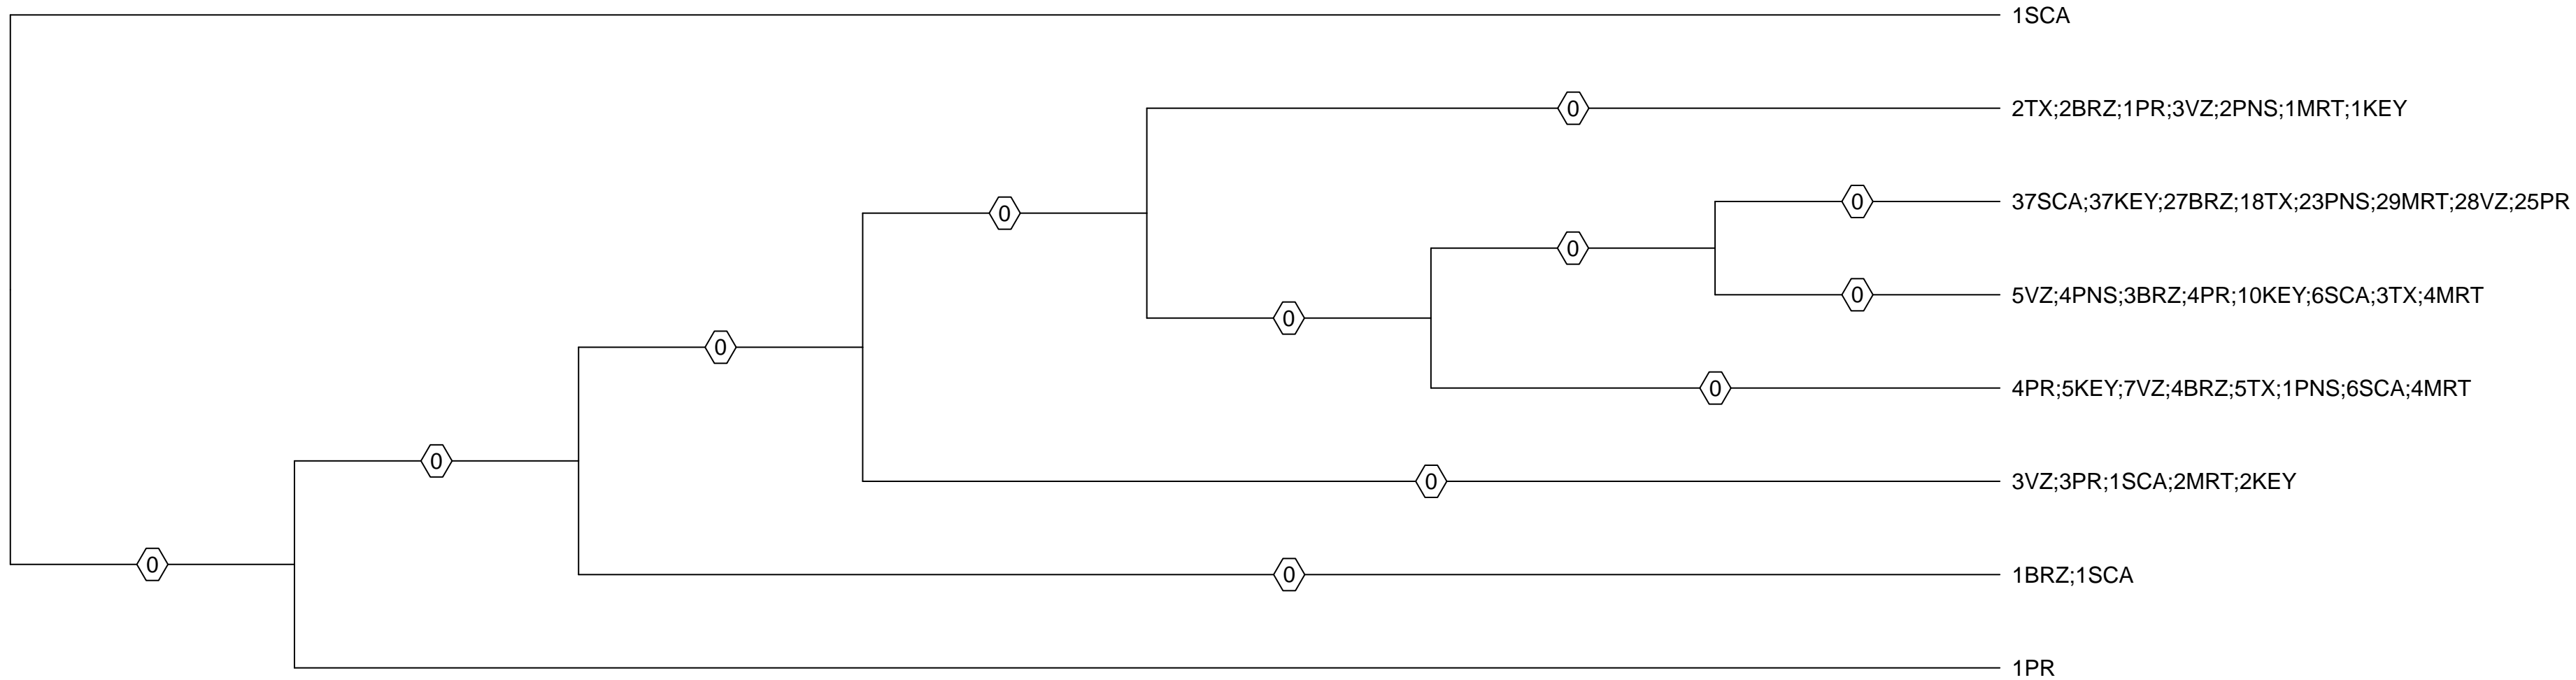 1SCA
0 2TX;2BRZ;1PR;3VZ;2PNS;1MRT;1KEY
0 37SCA;37KEY;27BRZ;18TX;23PNS;29MRT;28VZ;25PR
0
0
0 5VZ;4PNS;3BRZ;4PR;10KEY;6SCA;3TX;4MRT
0
0
0 4PR;5KEY;7VZ;4BRZ;5TX;1PNS;6SCA;4MRT
0
0 3VZ;3PR;1SCA;2MRT;2KEY
0
0 1BRZ;1SCA
1PR